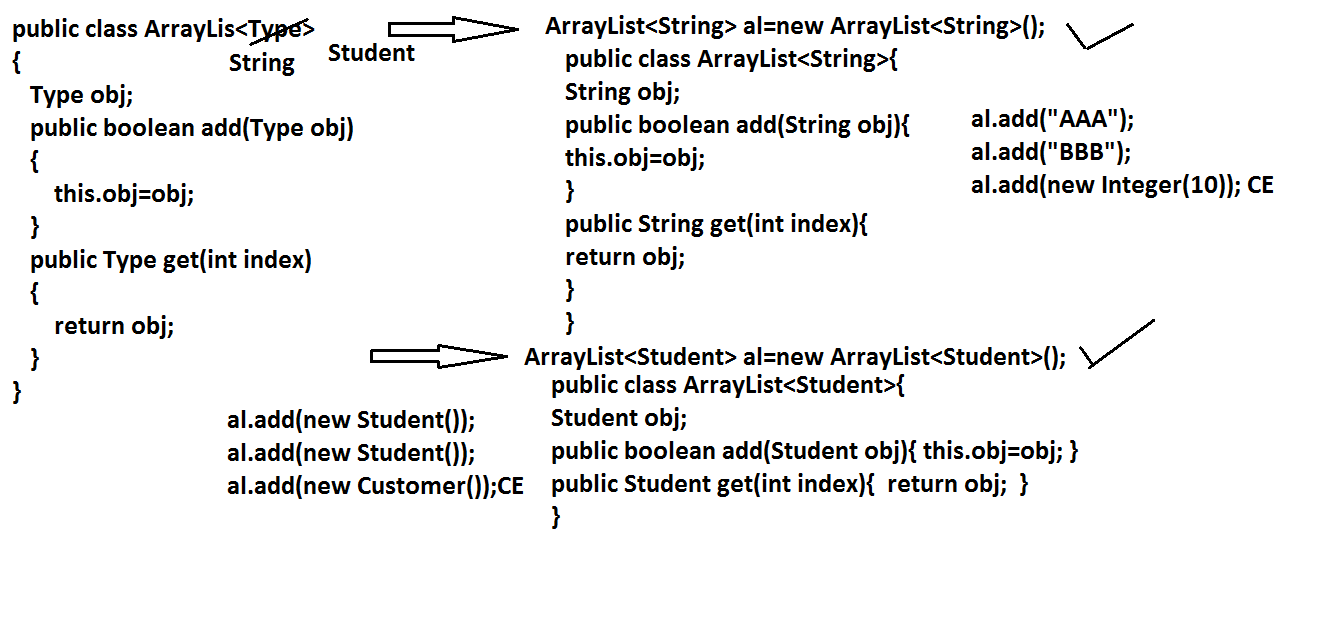 public class ArrayLis<Type>
{
String
Student
Type obj;
public boolean add(Type obj)
{
this.obj=obj;
}
public Type get(int index)
{
return obj;
}
}
ArrayList<String> al=new ArrayList<String>();
public class ArrayList<String>{
String obj;
public boolean add(String obj){
this.obj=obj;
}
public String get(int index){
return obj;
}
}
al.add("AAA");
al.add("BBB");
al.add(new Integer(10)); CE
ArrayList<Student> al=new ArrayList<Student>();
public class ArrayList<Student>{
Student obj;
public boolean add(Student obj){ this.obj=obj; }
public Student get(int index){ return obj; }
}
al.add(new Student());
al.add(new Student());
al.add(new Customer());CE